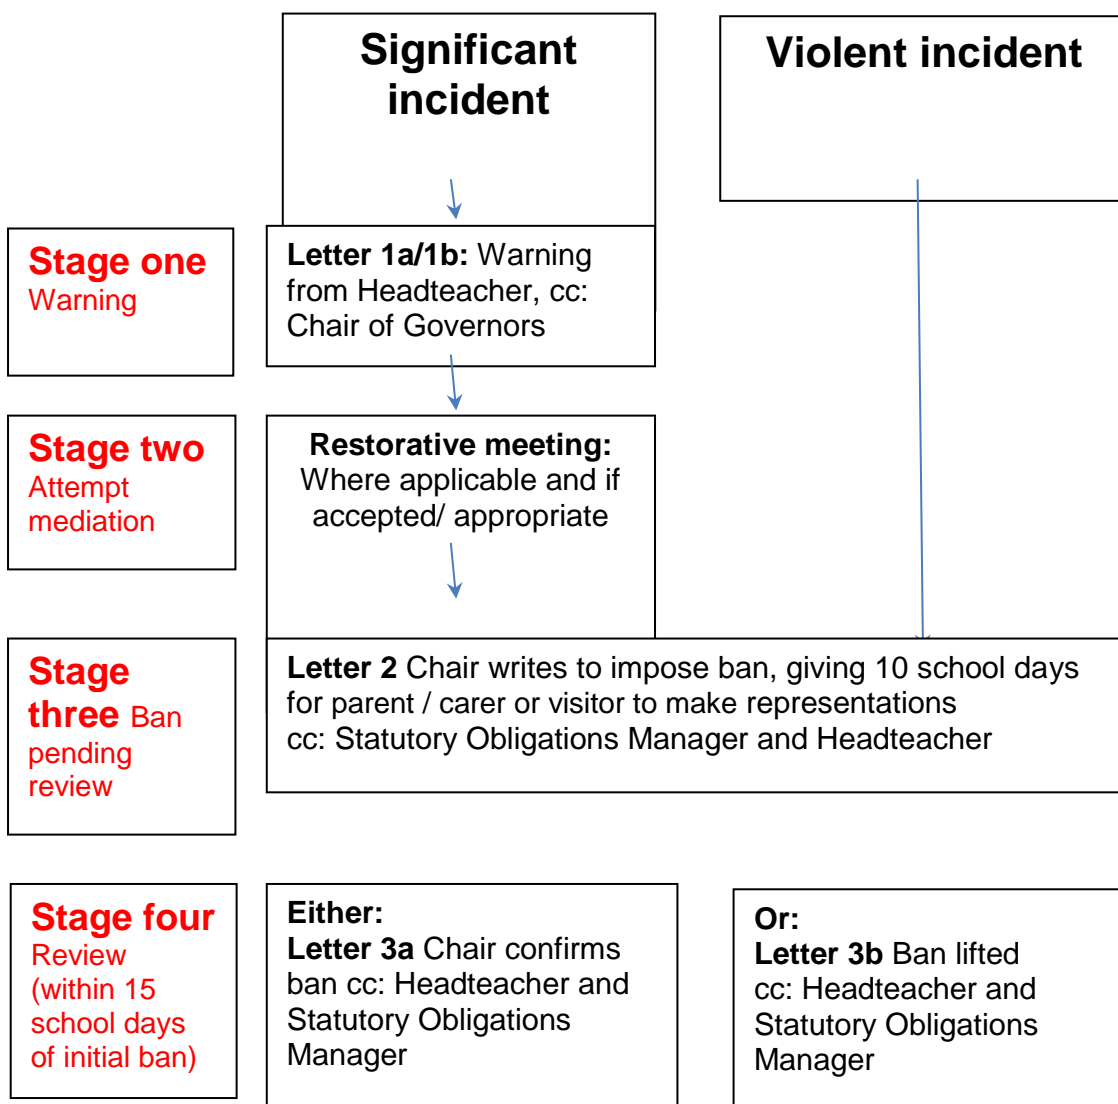 Significant
incident
Violent incident
Stage one
Warning
Letter 1a/1b: Warning
from Headteacher, cc:
Chair of Governors
Stage two
Attempt
mediation
Restorative meeting:
Where applicable and if
accepted/ appropriate
Stage
three Ban
pending
review
Letter 2 Chair writes to impose ban, giving 10 school days
for parent / carer or visitor to make representations
cc: Statutory Obligations Manager and Headteacher
Stage four
Review
(within 15
school days
of initial ban)
Either:
Letter 3a Chair confirms
ban cc: Headteacher and
Statutory Obligations
Manager
Or:
Letter 3b Ban lifted
cc: Headteacher and
Statutory Obligations
Manager